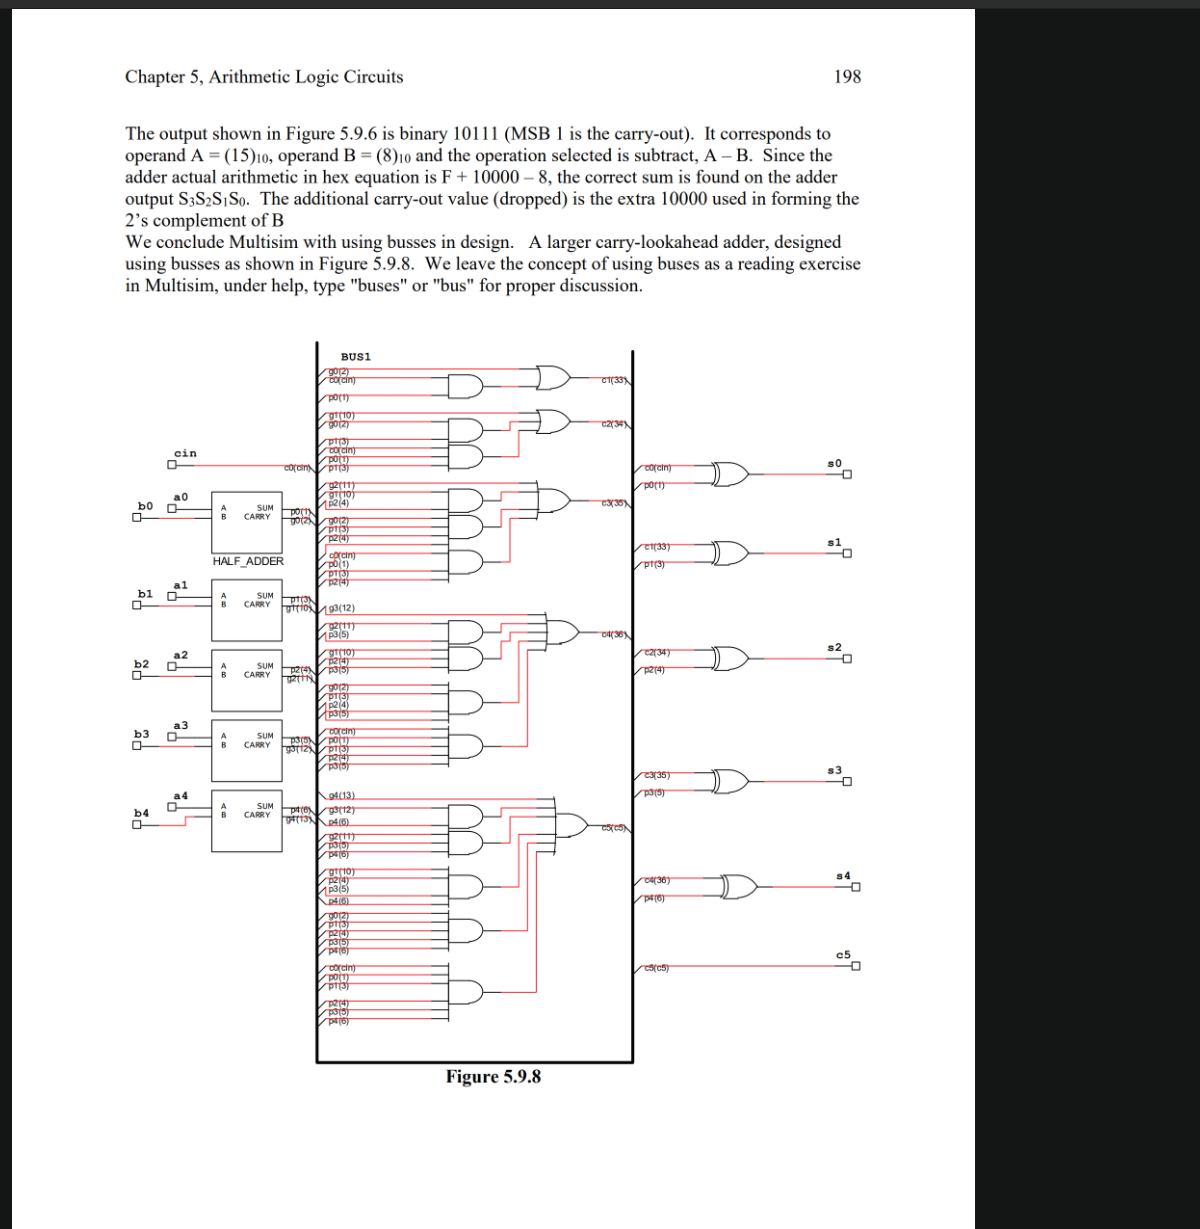 Chapter 5, Arithmetic Logic Circuits 198
The output shown in Figure 5.9.6 is binary 10111 (MSB 1 is the carry-out). It corresponds to
operand A = (15)10, operand B = (8)10 and the operation selected is subtract, A – B. Since the
adder actual arithmetic in hex equation is F + 10000 – 8, the correct sum is found on the adder
output S3S2S1S0. The additional carry-out value (dropped) is the extra 10000 used in forming the
2's complement of B
We conclude Multisim with using busses in design. A larger carry-lookahead adder, designed
using busses as shown in Figure 5.9.8. We leave the concept of using buses as a reading exercise
in Multisim, under help, type "buses" or "bus" for proper discussion.
cin
c0(cin)
b0 a0
A SUM
B CARRY
p0(1)
g0(2)
HALF_ADDER
b1 a1
A SUM
B CARRY
p1(3)
g1(10)
b2 a2
A SUM
B CARRY
p2(4)
g2(11)
b3 a3
A SUM
B CARRY
p3(5)
g3(12)
b4 a4
A SUM
B CARRY
p4(6)
g4(13)
BUS1
g0(2)
c0(cin)
p0(1)
g1(10)
g0(2)
p1(3)
c0(cin)
p0(1)
p1(3)
g2(11)
g1(10)
p2(4)
g0(2)
p1(3)
p2(4)
c0(cin)
p0(1)
p1(3)
p2(4)
g3(12)
g2(11)
p3(5)
g1(10)
p2(4)
p3(5)
g0(2)
p1(3)
p2(4)
p3(5)
c0(cin)
p0(1)
p1(3)
p2(4)
p3(5)
g4(13)
g3(12)
p4(6)
g2(11)
p3(5)
p4(6)
g1(10)
p2(4)
p3(5)
p4(6)
g0(2)
p1(3)
p2(4)
p3(5)
p4(6)
c0(cin)
p0(1)
p1(3)
p2(4)
p3(5)
p4(6)
c1(33)
c2(34)
c3(35)
c4(36)
c5(c5)
c0(cin)
p0(1)
s0
c1(33)
p1(3)
s1
c2(34)
p2(4)
s2
c3(35)
p3(5)
s3
c4(36)
p4(6)
s4
c5(c5)
c5
Figure 5.9.8